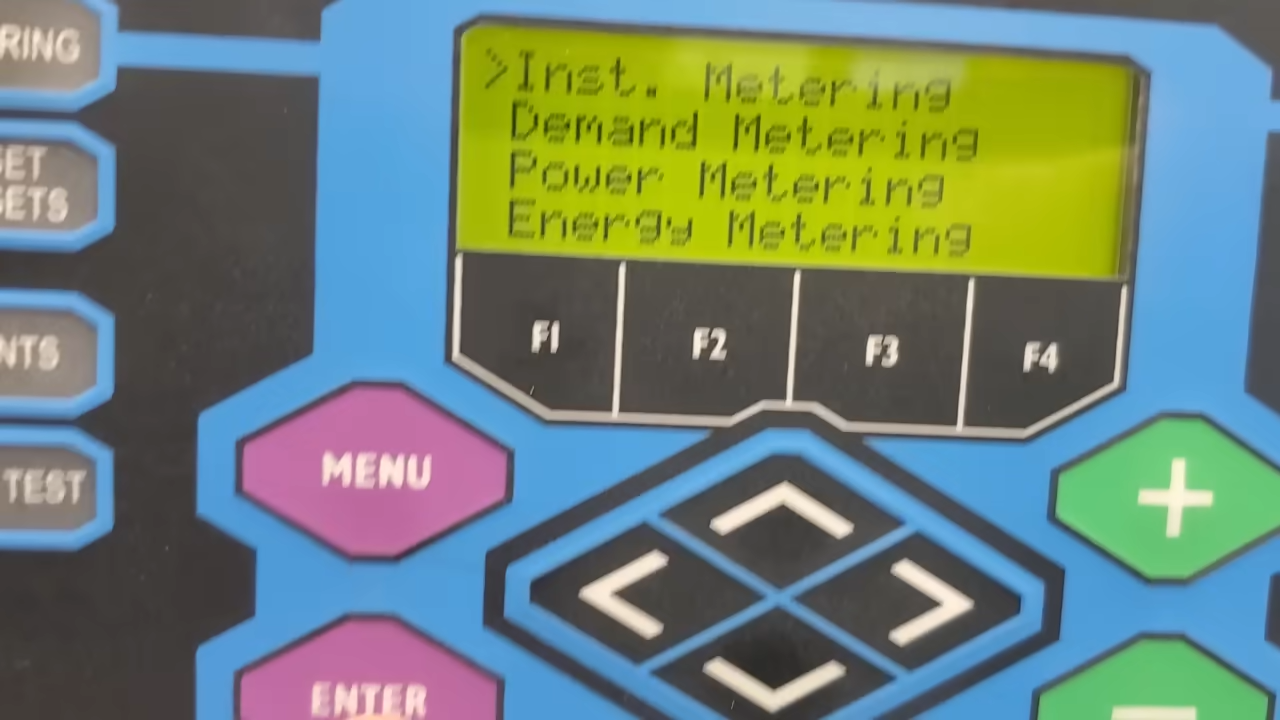 RING
SET
SETS
NTS
TEST
>Inst. Metering
Demand Metering
Power Metering
Energy Metering
F1
F2
F3
F4
MENU
ENTER
+